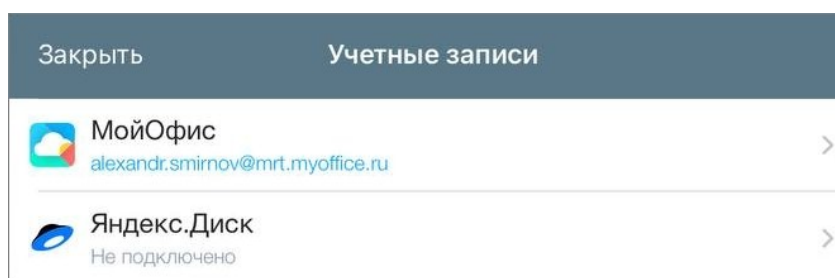 Закрыть Учетные записи
МойОфис
alexandr.smirnov@mrt.myoffice.ru
Яндекс.Диск
Не подключено